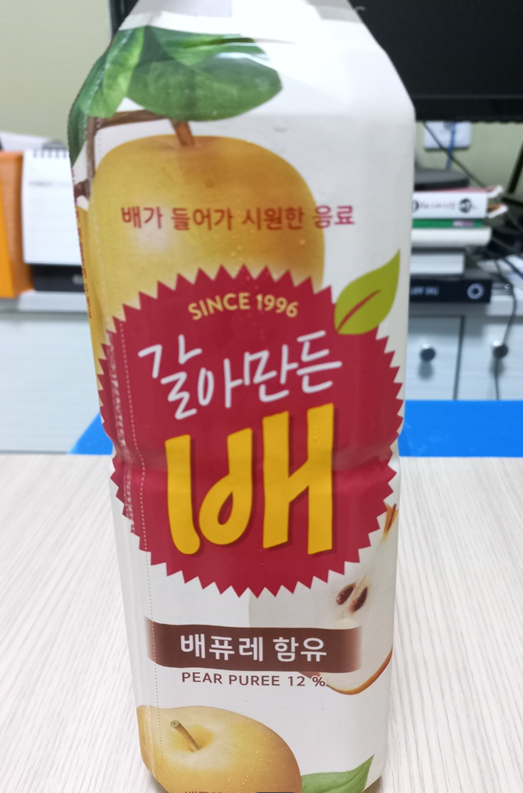 배가 들어가 시원한 음료
SINCE 1996
갈아만든
배
배퓨레 함유
PEAR PUREE 12 %